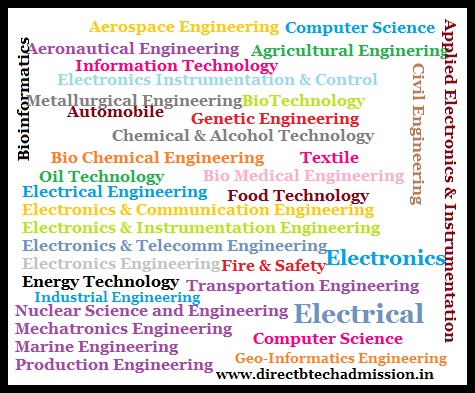 Aerospace Engineering
Computer Science
Aeronautical Engineering
Agricultural Enginering
Information Technology
Electronics Instrumentation & Control
Bioinformatics
Metallurgical Engineering
BioTechnology
Automobile
Genetic Engineering
Civil Engineering
Applied Electronics & Instrumentation
Chemical & Alcohol Technology
Bio Chemical Engineering
Textile
Oil Technology
Bio Medical Engineering
Electrical Engineering
Food Technology
Electronics & Communication Engineering
Electronics & Instrumentation Engineering
Electronics & Telecomm Engineering
Electronics
Electronics Engineering
Fire & Safety
Energy Technology
Transportation Engineering
Industrial Engineering
Nuclear Science and Engineering
Electrical
Mechatronics Engineering
Computer Science
Marine Engineering
Geo-Informatics Engineering
Production Engineering
www.directbtechadmission.in